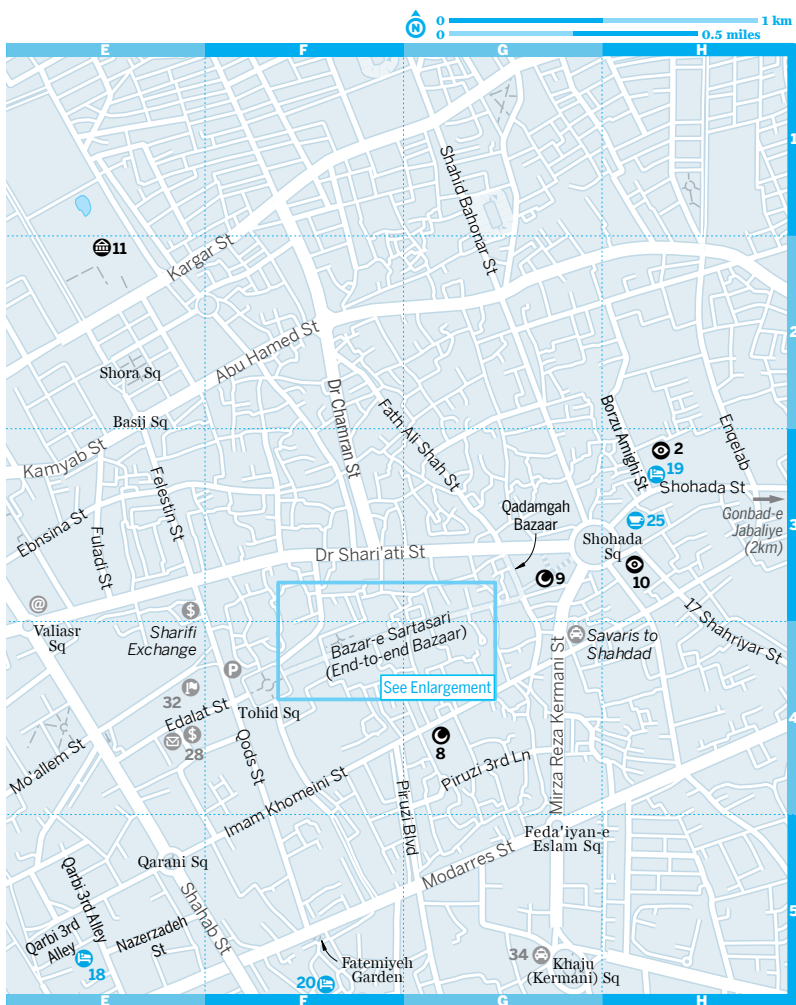 N
0
1 km
0
0.5 miles
E
F
G
H
1
Shahid Bahonar St
11
Kargar St
2
Abu Hamed St
Shora Sq
Basij Sq
Dr Chamran St
Fath Ali Shah St
Borzu Amighi St
Enqelab
2
19
Kamyab St
Felestin St
Shohada St
Ebnsina St
Fuladi St
Qadamgah
Bazaar
25
Gonbad-e
Jabaliye
(2km)
3
Shohada
Sq
Dr Shari'ati St
9
10
@
Valiasr
Sq
$
Sharifi
Exchange
Bazar-e Sartasari
(End-to-end Bazaar)
Savaris to
Shahdad
17 Shahriyar St
P
32
See Enlargement
Edalat St
Tohid Sq
Mirza Reza Kermani St
4
$
28
Mo'allem St
Qods St
8
Piruzi 3rd Ln
Imam Khomeini St
Piruzi Blvd
Feda'iyan-e
Eslam Sq
Qarani Sq
Modarres St
Shahab St
Qarbi 3rd Alley
Qarbi 3rd
Alley
Nazerzadeh
St
5
18
Fatemiyeh
Garden
20
34
Khaju
(Kermani) Sq
E
F
G
H